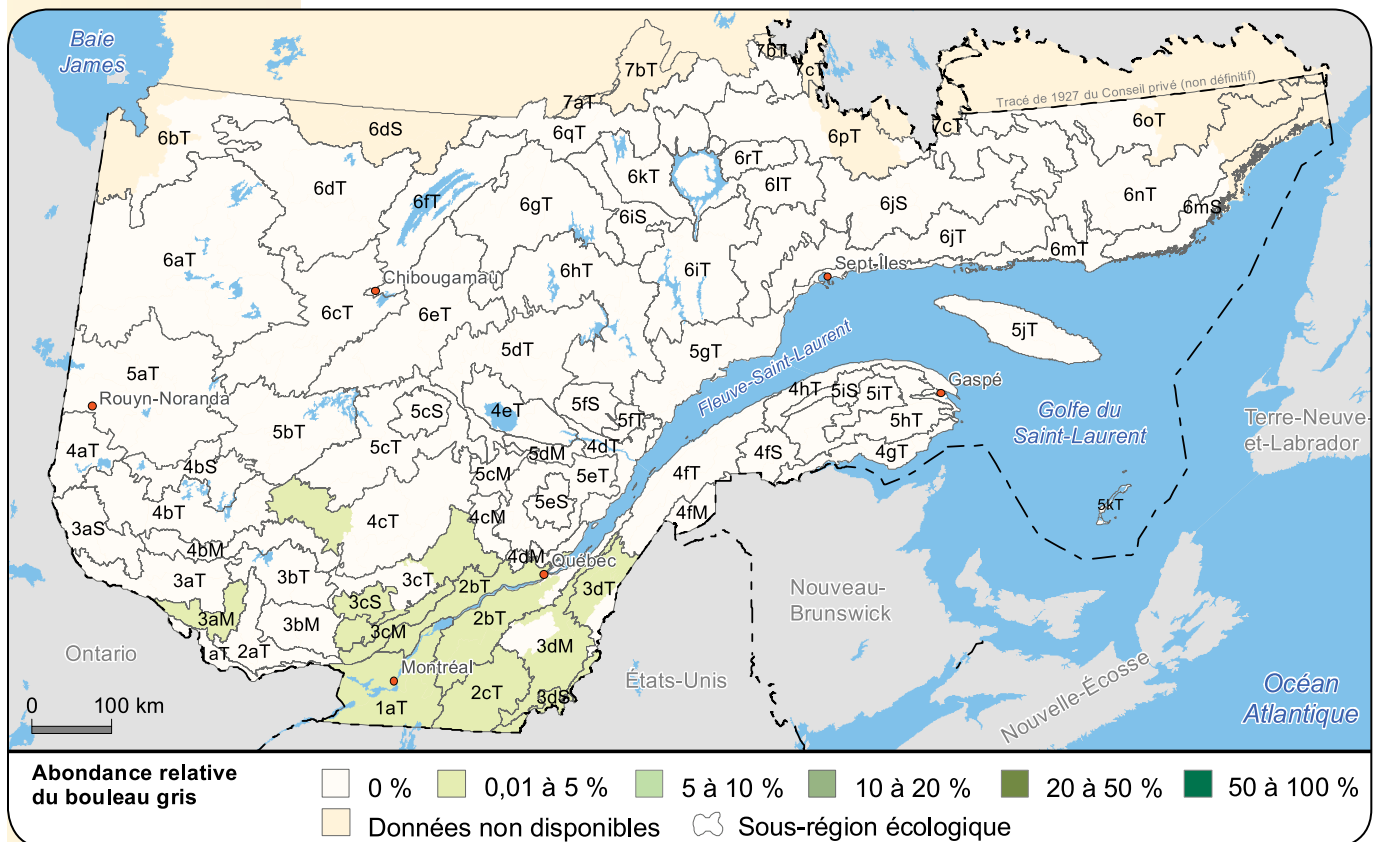 Baie
James
7bT
7bT
7cT
7aT
Tracé de 1927 du Conseil privé (non définitif)
6bT
6dS
6qT
6pT
7cT
6oT
6dT
6fT
6kT
6rT
6lT
6gT
6iS
6jS
6nT
6mS
6jT
6mT
6aT
Chibougamau
6hT
6iT
Sept-Îles
6cT
6eT
5jT
5dT
5gT
Fleuve-Saint-Laurent
5aT
Rouyn-Noranda
5cS
4eT
5fS
5fT
4hT
5iS
5iT
Gaspé
5hT
Golfe du
Saint-Laurent
Terre-Neuve-
et-Labrador
5bT
5cT
4aT
4bS
5dM
4dT
4fS
4gT
5cM
5eT
4fT
5eS
4bT
4cT
4cM
4fM
5kT
3aS
4bM
4dM
Québec
3aT
3bT
3cT
2bT
3dT
Nouveau-
Brunswick
3cS
3aM
3bM
3cM
2bT
3dM
Ontario
1aT
2aT
Montréal
2cT
3dS
1aT
États-Unis
Nouvelle-Écosse
Océan
Atlantique
0
100 km
Abondance relative
du bouleau gris
0 %
0,01 à 5 %
5 à 10 %
10 à 20 %
20 à 50 %
50 à 100 %
Données non disponibles
Sous-région écologique